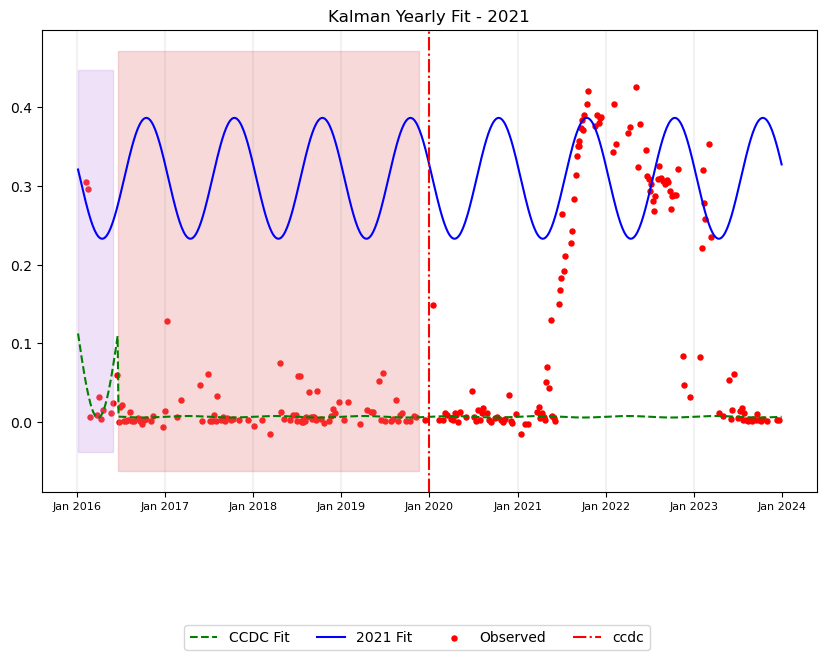 Kalman Yearly Fit - 2021
0.4
0.3
0.2
0.1
0.0
Jan 2016 Jan 2017 Jan 2018 Jan 2019 Jan 2020 Jan 2021 Jan 2022 Jan 2023 Jan 2024
CCDC Fit 2021 Fit Observed ccdc